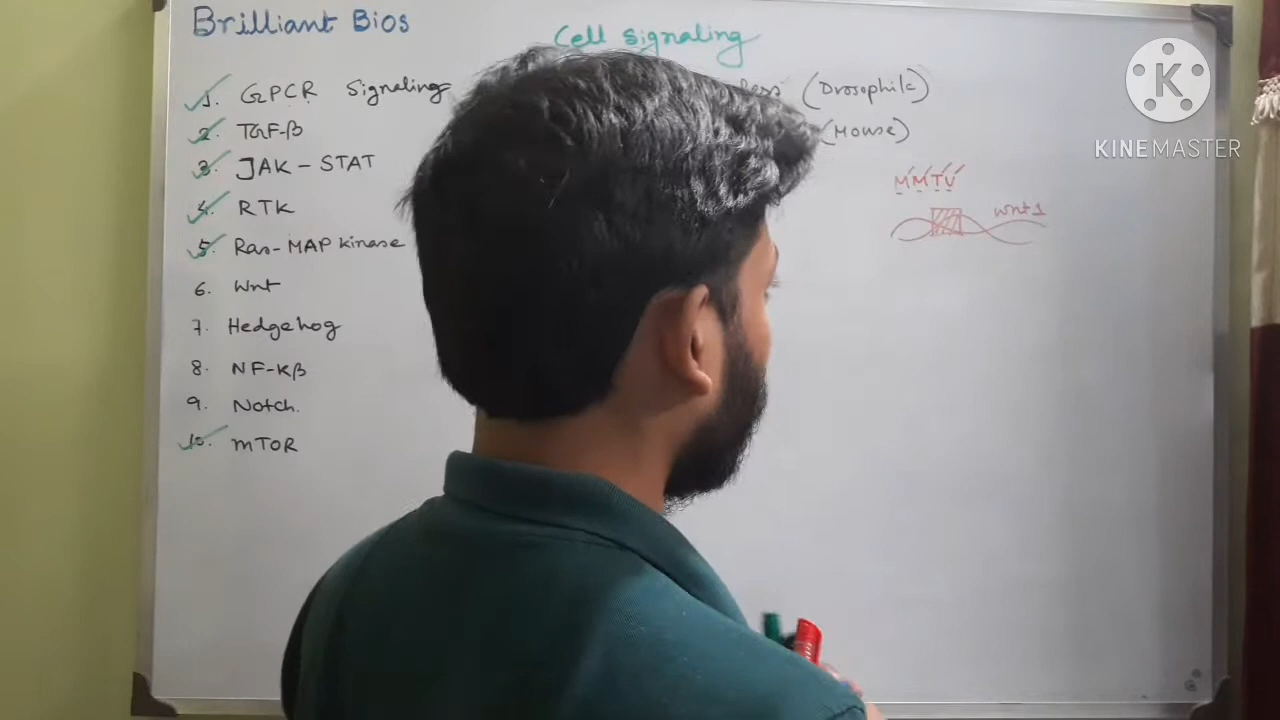 Brilliant Bios
Cell Signaling
1. GPCR Signaling
2. TGF-β
3. JAK-STAT
4. RTK
5. Ras-MAP kinase
6. Wnt
7. Hedgehog
8. NF-Kβ
9. Notch.
10. mTOR
(Drosophila)
(Mouse)
MMTV
Wnt1
K
KINEMASTER